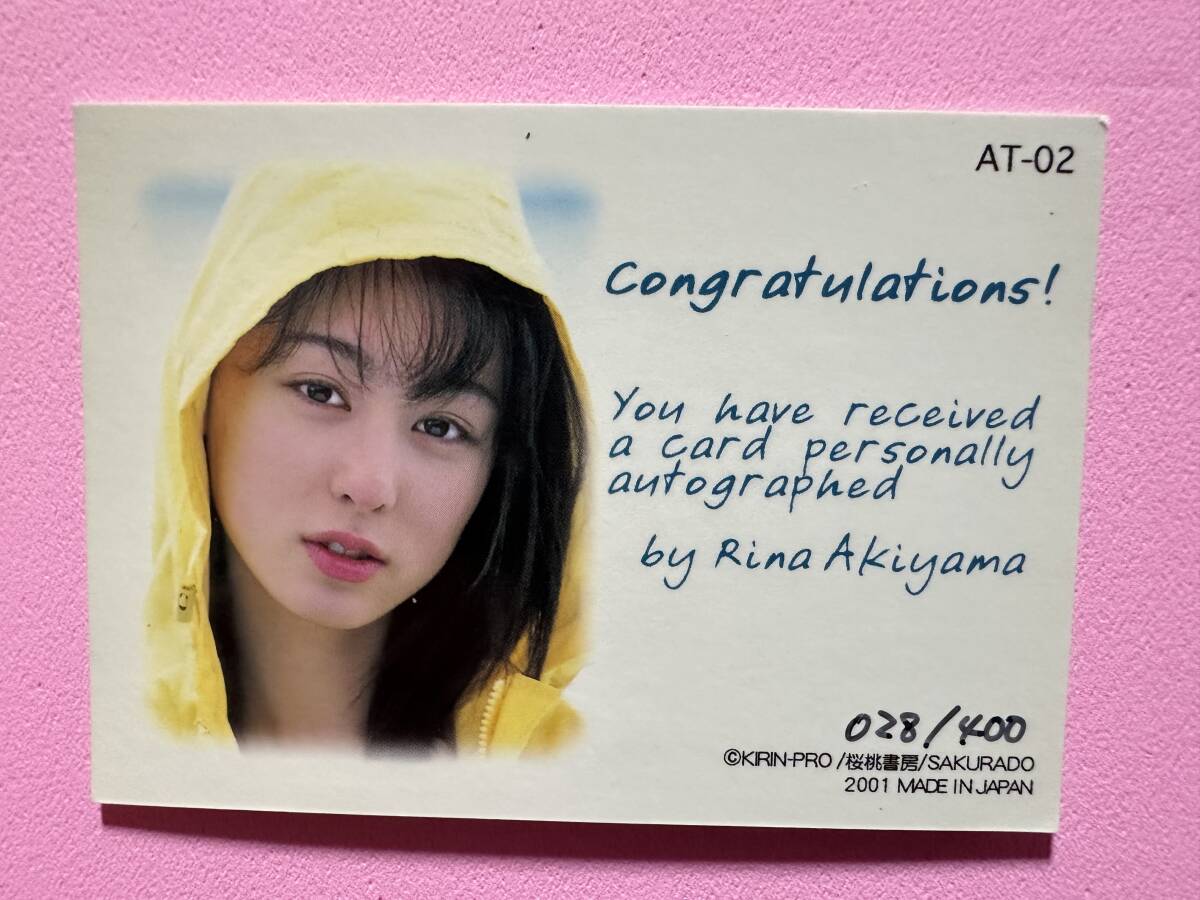 AT-02
Congratulations!
You have received
a card personally
autographed
by Rina Akiyama
028/400
©KIRIN-PRO /桜桃書房/SAKURADO
2001 MADE IN JAPAN